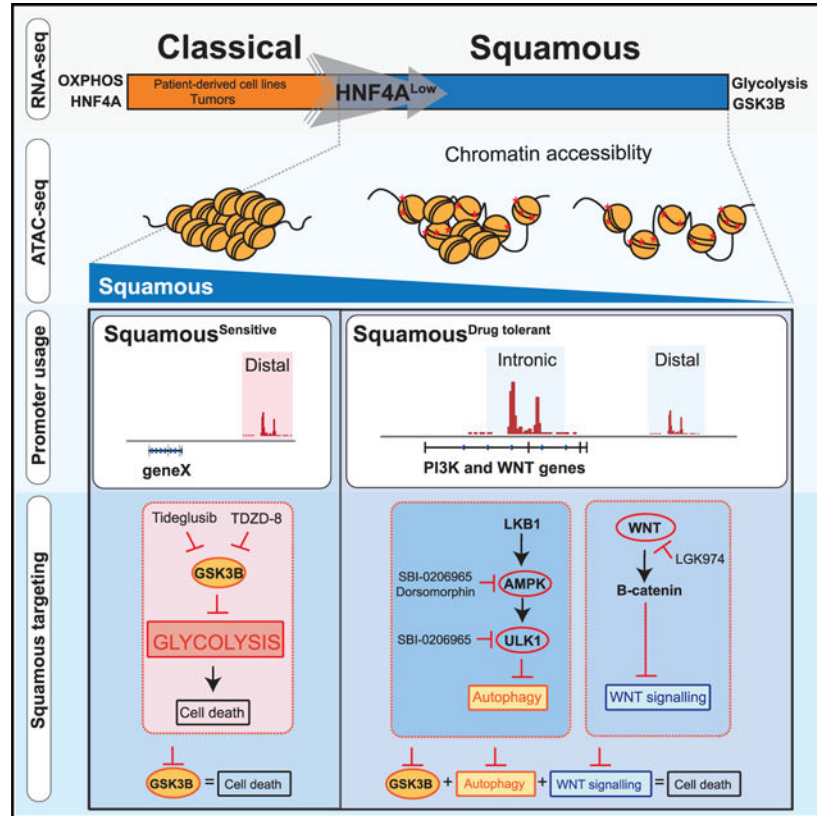 RNA-seq
Classical
Squamous
OXPHOS
HNF4A
Patient-derived cell lines
Tumors
HNF4A Low
Glycolysis
GSK3B
ATAC-seq
Chromatin accessiblity
Squamous
Promoter usage
Squamous Sensitive
Distal
geneX
Squamous Drug tolerant
Intronic
Distal
PI3K and WNT genes
Squamous targeting
Tideglusib
TDZD-8
GSK3B
GLYCOLYSIS
Cell death
LKB1
SBI-0206965
Dorsomorphin
AMPK
SBI-0206965
ULK1
Autophagy
WNT
LGK974
B-catenin
WNT signalling
GSK3B = Cell death
GSK3B + Autophagy + WNT signalling = Cell death